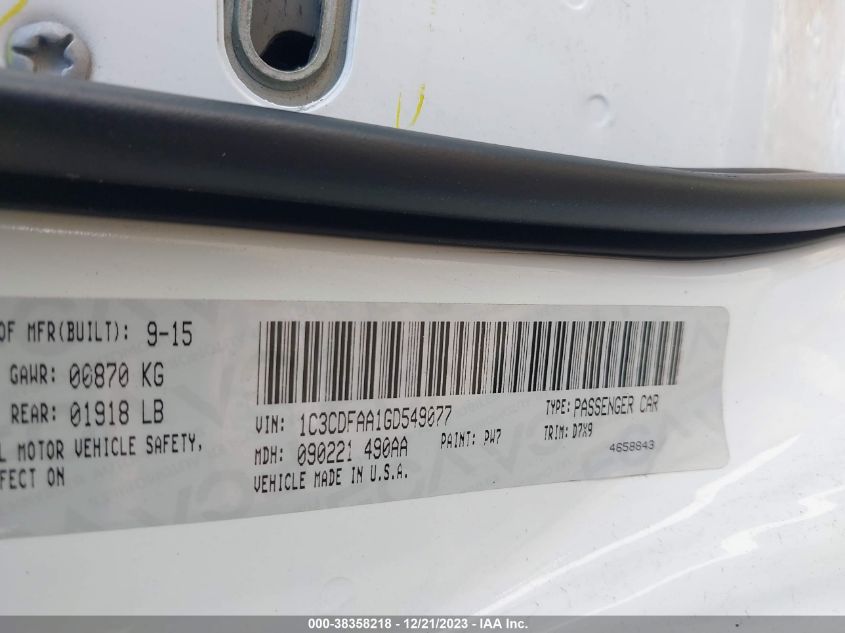 OF MFR(BUILT): 9-15
GAWR: 00870 KG
REAR: 01918 LB
L MOTOR VEHICLE SAFETY,
FECT ON
VIN: 1C3CDFAA1GD549077
TYPE: PASSENGER CAR
MDH: 090221 490AA
PAINT: PW7
TRIM: D7X9
VEHICLE MADE IN U.S.A.
4658843
000-38358218 - 12/21/2023 - IAA Inc.